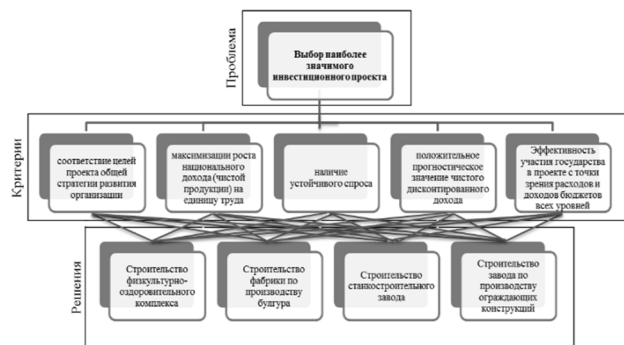 Проблема
Выбор наиболее
значимого
инвестиционного проекта
Критерии
соответствие целей
проекта общей
стратегии развития
организации
максимизации роста
национального
дохода (чистой
продукции) на
единицу труда
наличие
устойчивого спроса
положительное
прогностическое
значение чистого
дисконтированного
дохода
Эффективность
участия государства
в проекте с точки
зрения расходов и
доходов бюджетов
всех уровней
Решения
Строительство
физкультурно-
оздоровительного
комплекса
Строительство
фабрики по
производству
булгура
Строительство
станкостроительного
завода
Строительство
завода по
производству
ограждающих
конструкций